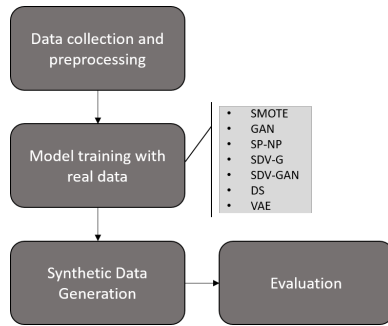 Data collection and
preprocessing
Model training with
real data
• SMOTE
• GAN
• SP-NP
• SDV-G
• SDV-GAN
• DS
• VAE
Synthetic Data
Generation
Evaluation